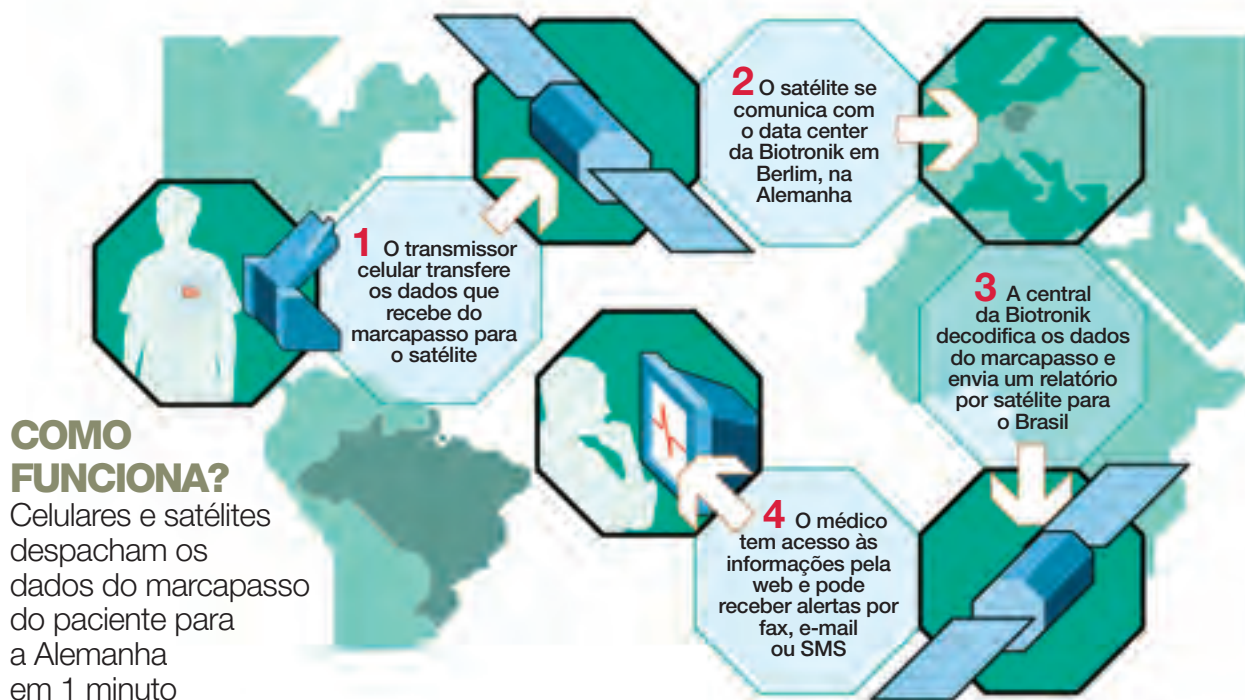 COMO
FUNCIONA?
Celulares e satélites
despacham os
dados do marcapasso
do paciente para
a Alemanha
em 1 minuto
1 O transmissor
celular transfere
os dados que
recebe do
marcapasso para
o satélite
2 O satélite se
comunica com
o data center
da Biotronik em
Berlim, na
Alemanha
3 A central
da Biotronik
decodifica os dados
do marcapasso e
envia um relatório
por satélite para
o Brasil
4 O médico
tem acesso às
informações pela
web e pode
receber alertas por
fax, e-mail
ou SMS